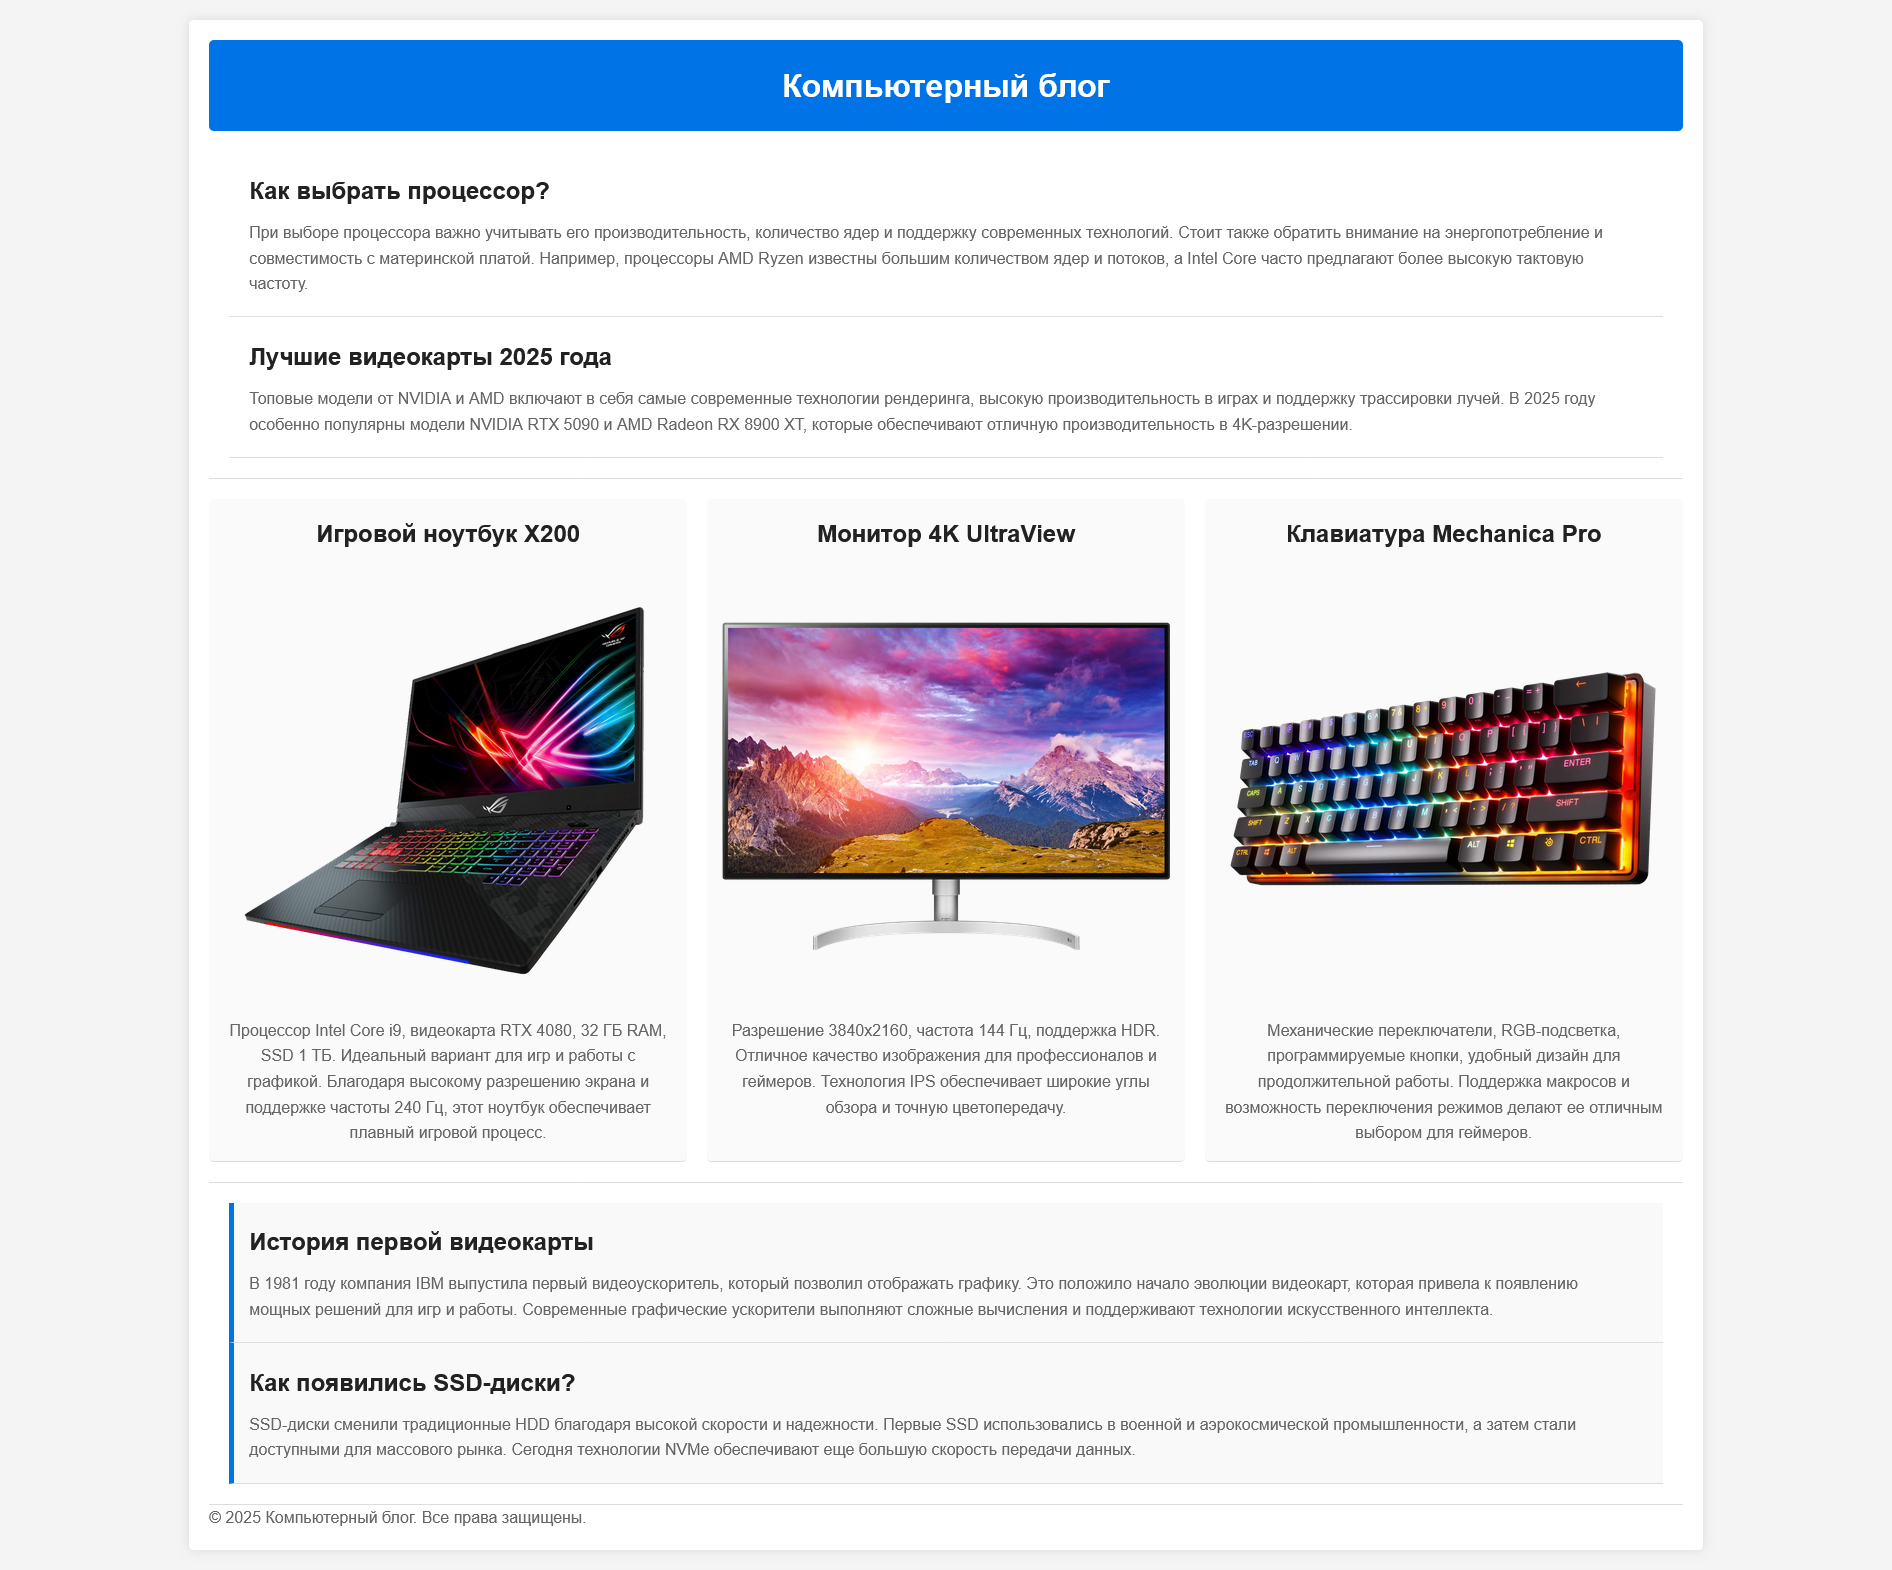 Компьютерный блог
Как выбрать процессор?
При выборе процессора важно учитывать его производительность, количество ядер и поддержку современных технологий. Стоит также обратить внимание на энергопотребление и
совместимость с материнской платой. Например, процессоры AMD Ryzen известны большим количеством ядер и потоков, а Intel Core часто предлагают более высокую тактовую
частоту.
Лучшие видеокарты 2025 года
Топовые модели от NVIDIA и AMD включают в себя самые современные технологии рендеринга, высокую производительность в играх и поддержку трассировки лучей. В 2025 году
особенно популярны модели NVIDIA RTX 5090 и AMD Radeon RX 8900 XT, которые обеспечивают отличную производительность в 4K-разрешении.
Игровой ноутбук X200
Процессор Intel Core i9, видеокарта RTX 4080, 32 ГБ RAM,
SSD 1 ТБ. Идеальный вариант для игр и работы с
графикой. Благодаря высокому разрешению экрана и
поддержке частоты 240 Гц, этот ноутбук обеспечивает
плавный игровой процесс.
Монитор 4K UltraView
Разрешение 3840x2160, частота 144 Гц, поддержка HDR.
Отличное качество изображения для профессионалов и
геймеров. Технология IPS обеспечивает широкие углы
обзора и точную цветопередачу.
Клавиатура Mechanica Pro
ESC
TAB Q W T Y U I O P [ ] \ |
CAPS A S D F G H J K L ; ENTER
SHIFT Z X C V B N M SHIFT
CTRL ALT ALT CTRL
Механические переключатели, RGB-подсветка,
программируемые кнопки, удобный дизайн для
продолжительной работы. Поддержка макросов и
возможность переключения режимов делают ее отличным
выбором для геймеров.
История первой видеокарты
В 1981 году компания IBM выпустила первый видеоускоритель, который позволил отображать графику. Это положило начало эволюции видеокарт, которая привела к появлению
мощных решений для игр и работы. Современные графические ускорители выполняют сложные вычисления и поддерживают технологии искусственного интеллекта.
Как появились SSD-диски?
SSD-диски сменили традиционные HDD благодаря высокой скорости и надежности. Первые SSD использовались в военной и аэрокосмической промышленности, а затем стали
доступными для массового рынка. Сегодня технологии NVMe обеспечивают еще большую скорость передачи данных.
© 2025 Компьютерный блог. Все права защищены.